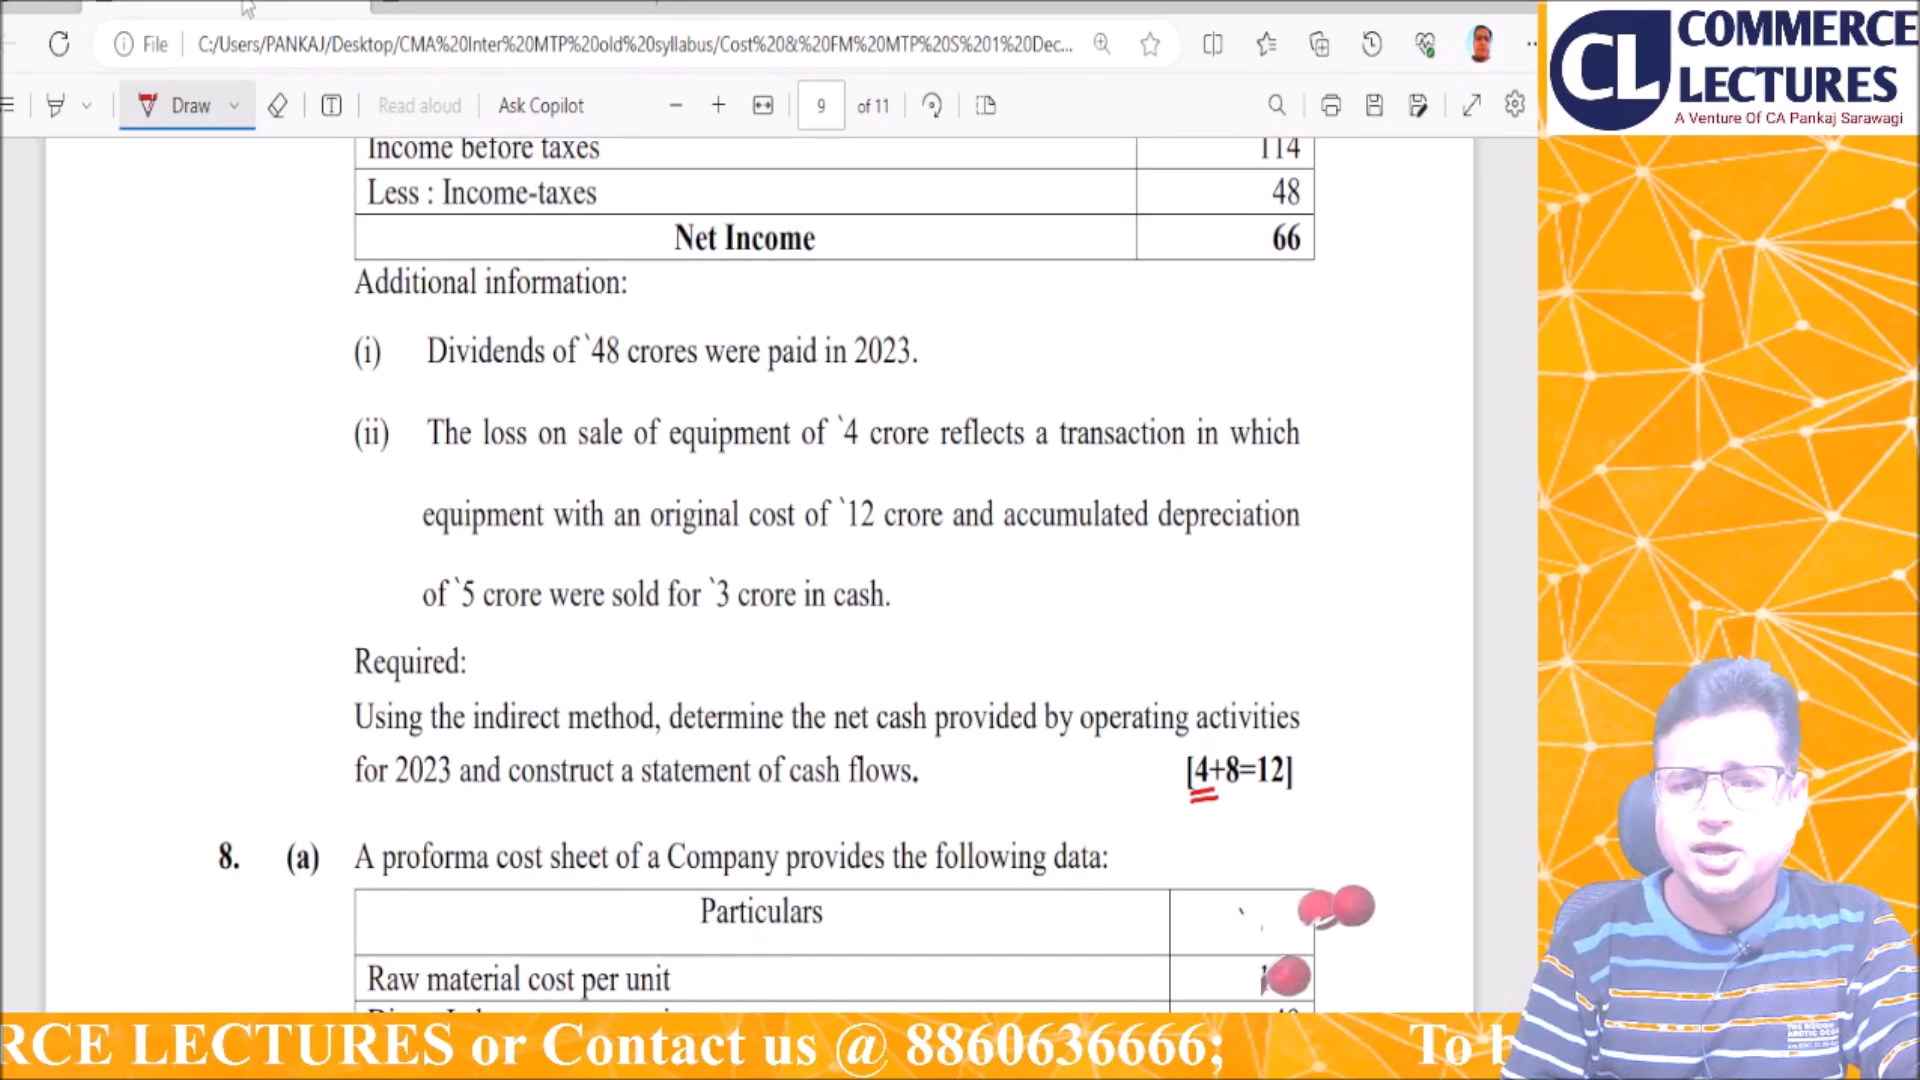 File
C:/Users/PANKAJ/Desktop/CMA%20Inter%20MTP%20old%20syllabus/Cost%20&%20FM%20MTP%20S%201%20Dec...
COMMERCE
LECTURES
A Venture Of CA Pankaj Sarawagi
CL
Draw
Read aloud
Ask Copilot
9
of 11
Income before taxes 114
Less : Income-taxes 48
Net Income 66
Additional information:
(i) Dividends of `48 crores were paid in 2023.
(ii) The loss on sale of equipment of `4 crore reflects a transaction in which
equipment with an original cost of `12 crore and accumulated depreciation
of `5 crore were sold for `3 crore in cash.
Required:
Using the indirect method, determine the net cash provided by operating activities
for 2023 and construct a statement of cash flows. [4+8=12]
8. (a) A proforma cost sheet of a Company provides the following data:
Particulars `
Raw material cost per unit
RCE LECTURES or Contact us @ 8860636666; To b